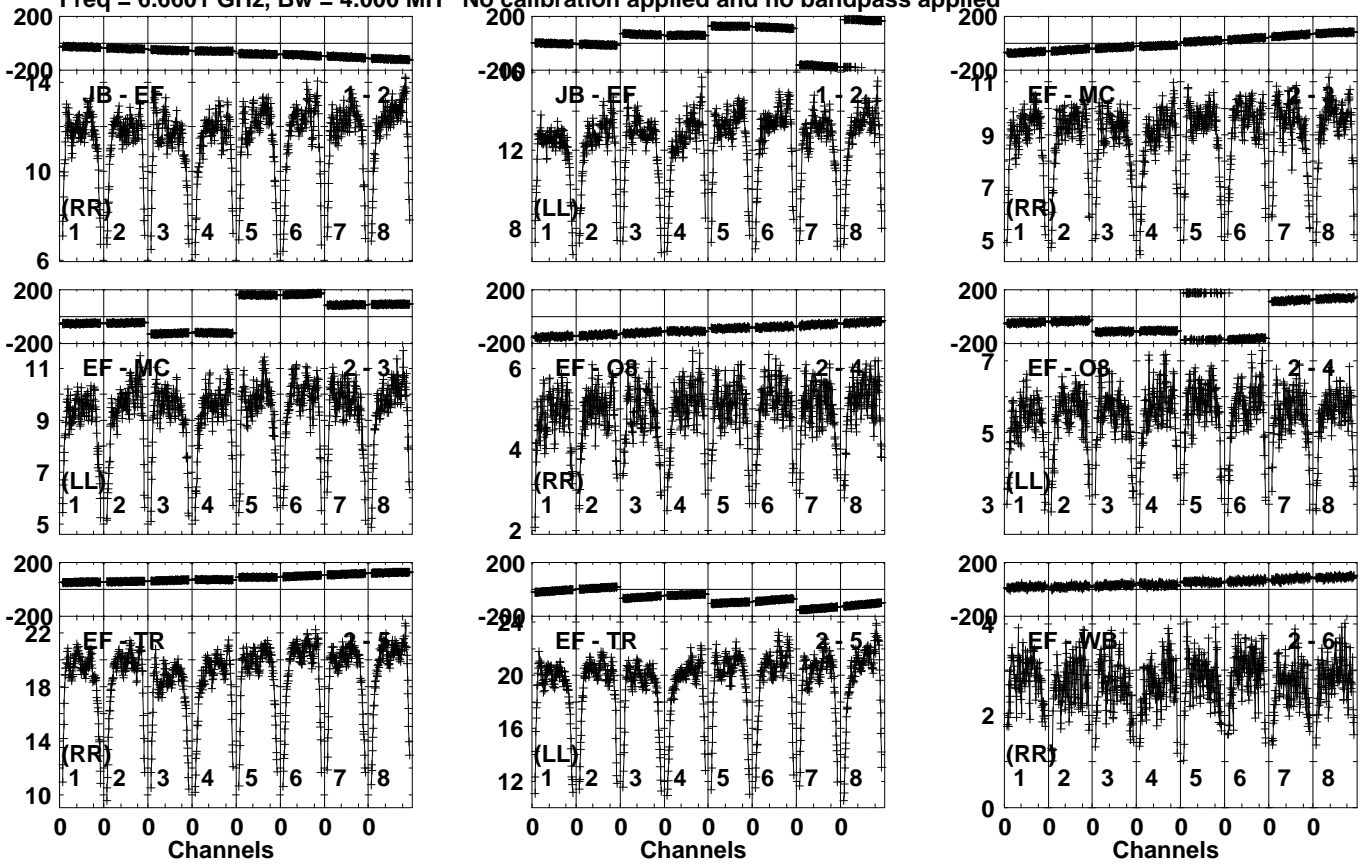 Freq = 6.6601 GHz, Bw = 4.000 MH No calibration applied and no bandpass applied
200 200 200
-200 -200 -200
14 16 11
JB - EF 1 - 2 JB - EF 1 - 2 EF - MC 2 - 3
12 12 9
10 8 7
(RR) (LL) (RR)
1 2 3 4 5 6 7 8 1 2 3 4 5 6 7 8 1 2 3 4 5 6 7 8
6 5
200 200 200
-200 -200 -200
11 6 7
EF - MC 2 - 3 EF - O8 2 - 4 EF - O8 2 - 4
9 4 5
7
(LL) (RR) (LL)
1 2 3 4 5 6 7 8 1 2 3 4 5 6 7 8 3 1 2 3 4 5 6 7 8
5 2
200 200 200
-200 -200 -200
22 24 4
EF - TR 2 - 5 EF - TR 2 - 5 EF - WB 2 - 6
18 20 2
14 16
(RR) (LL) (RR)
1 2 3 4 5 6 7 8 12 1 2 3 4 5 6 7 8 1 2 3 4 5 6 7 8
10 0
0 0 0 0 0 0 0 0 0 0 0 0 0 0 0 0 0 0 0 0 0 0 0 0
Channels Channels Channels